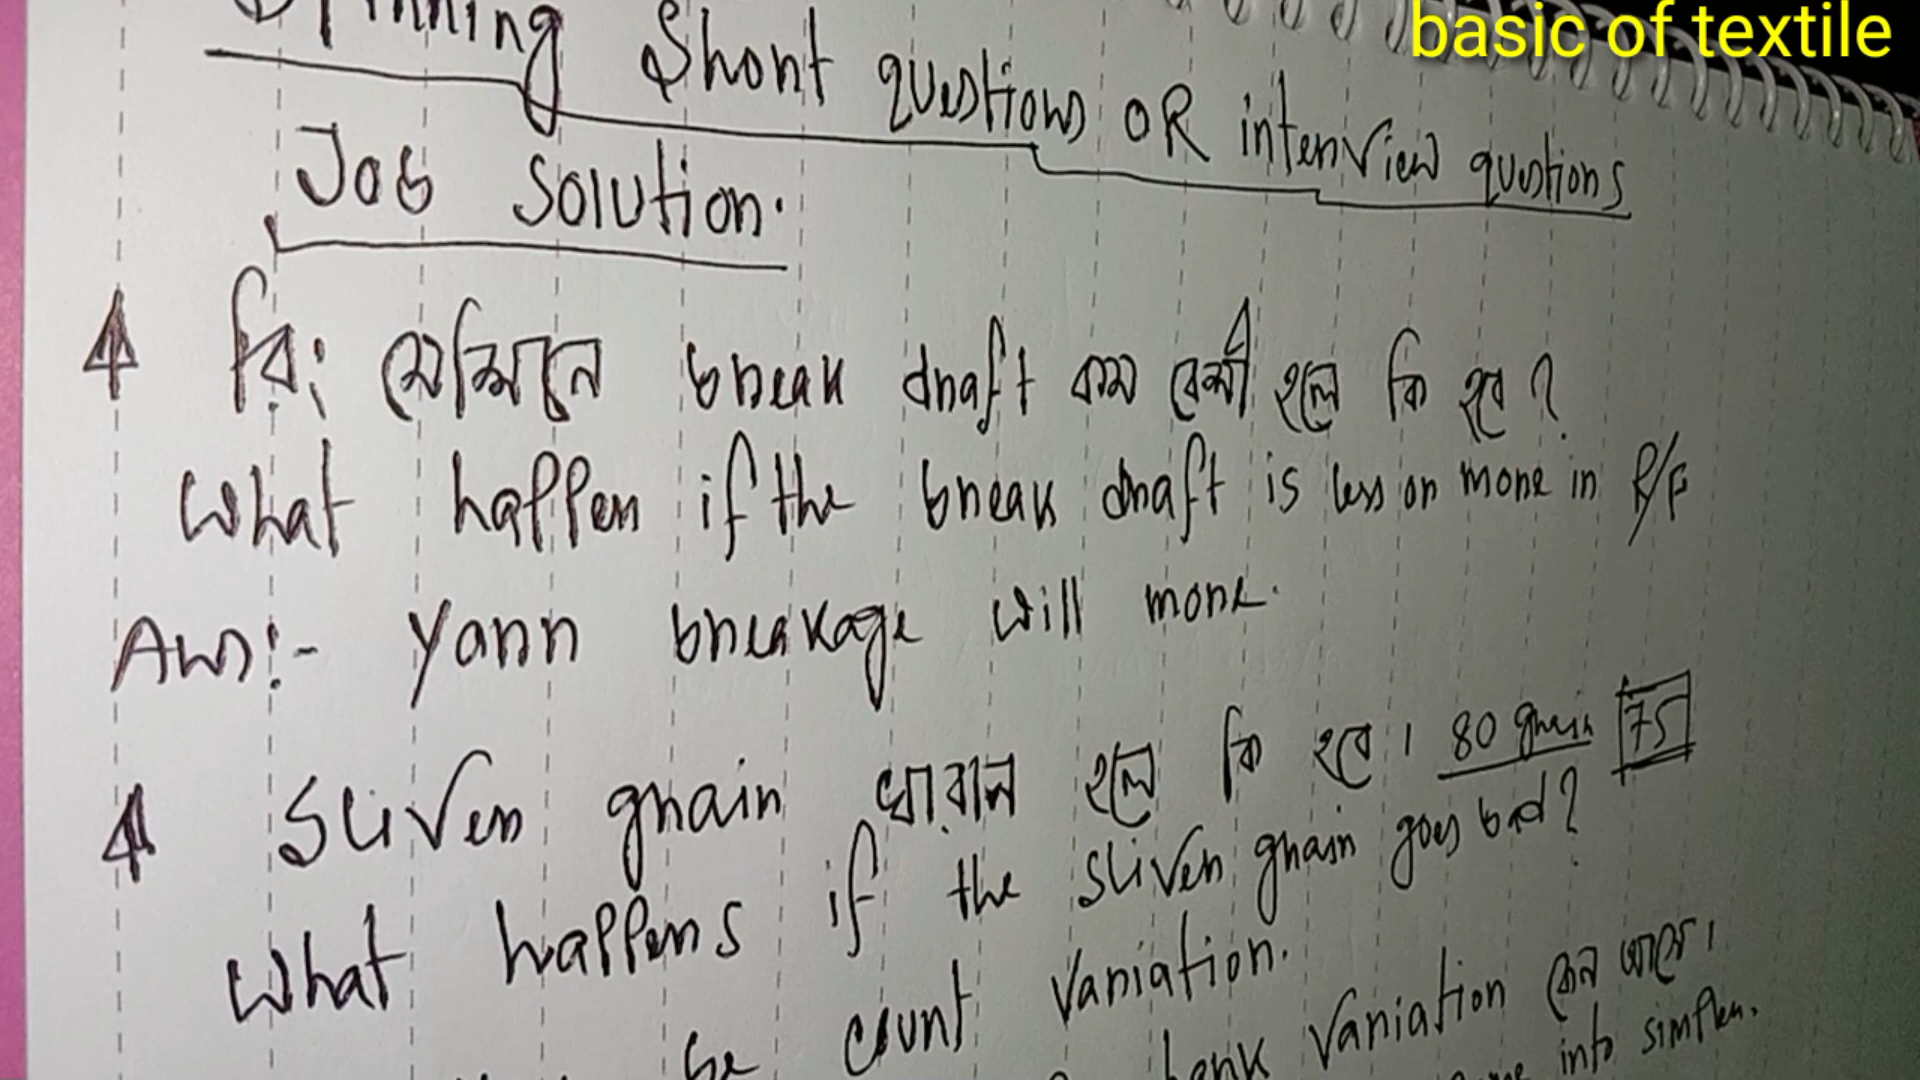 basic of textile
Spinning Short questions OR interview questions
Job Solution.
রিং মেশিনে break draft কম বেশী হলে কি হবে ?
What happen if the break draft is less or more in R/F
Ans:- Yarn breakage will more.
Sliver grain খারাপ হলে কি হবে । 80 grain 75
What happens if the sliver grain goes bad ?
be count variation.
hank variation কেন আসে ।
into simplex.